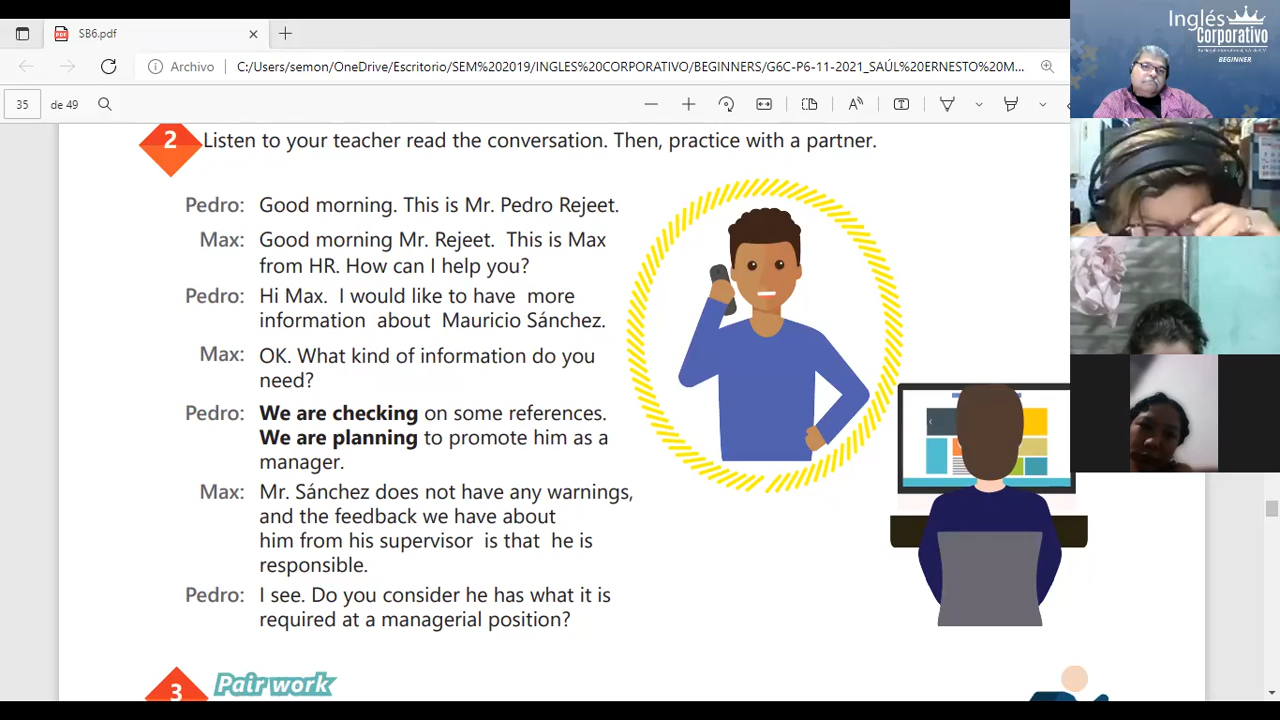 SB6.pdf
Inglés
Corporativo
BEGINNER
Archivo
C:/Users/semon/OneDrive/Escritorio/SEM%202019/INGLES%20CORPORATIVO/BEGINNERS/G6C-P6-11-2021_SAÚL%20ERNESTO%20M...
35 de 49
2 Listen to your teacher read the conversation. Then, practice with a partner.
Pedro: Good morning. This is Mr. Pedro Rejeet.
Max: Good morning Mr. Rejeet. This is Max
from HR. How can I help you?
Pedro: Hi Max. I would like to have more
information about Mauricio Sánchez.
Max: OK. What kind of information do you
need?
Pedro: We are checking on some references.
We are planning to promote him as a
manager.
Max: Mr. Sánchez does not have any warnings,
and the feedback we have about
him from his supervisor is that he is
responsible.
Pedro: I see. Do you consider he has what it is
required at a managerial position?
3 Pair work